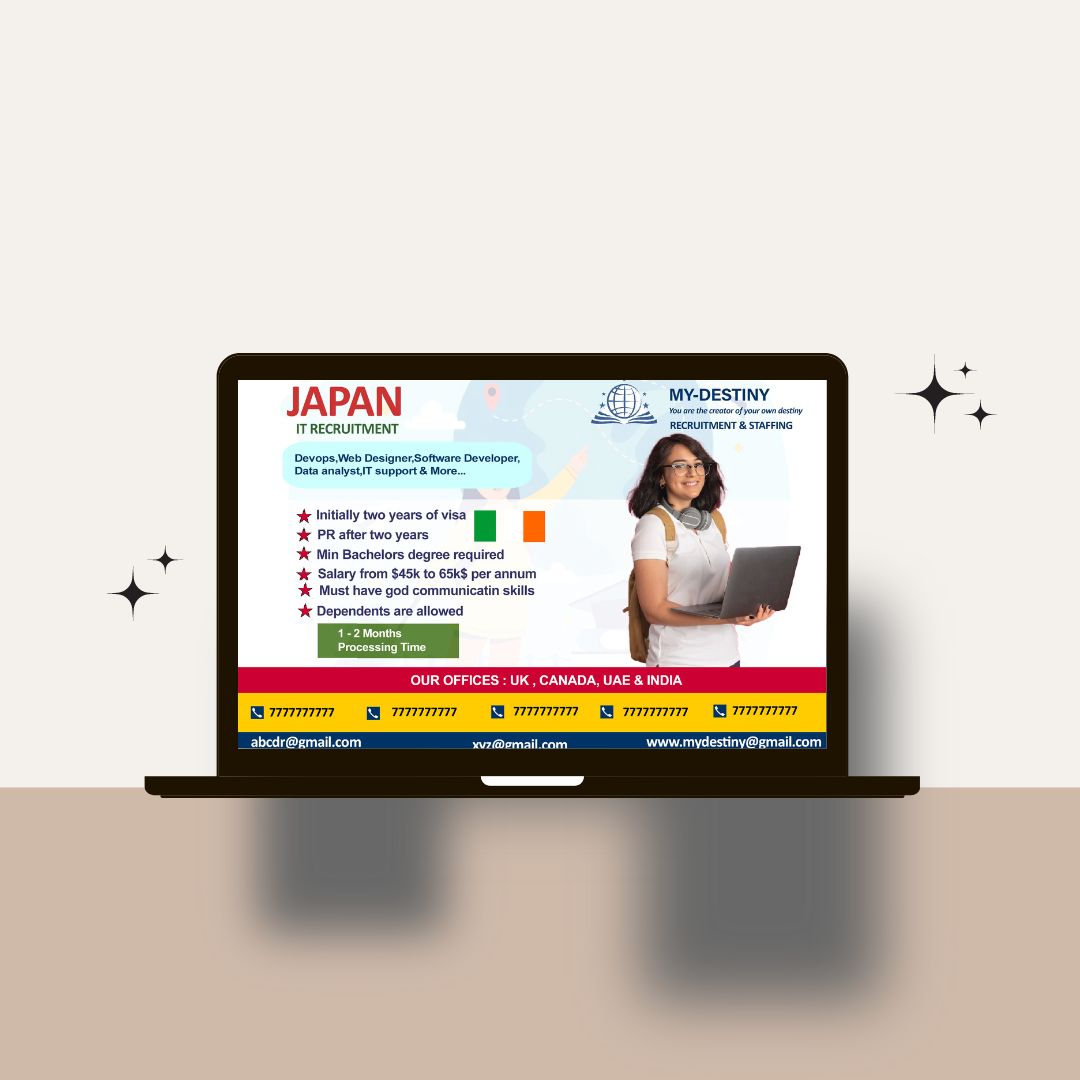 JAPAN
IT RECRUITMENT
MY-DESTINY
You are the creator of your own destiny
RECRUITMENT & STAFFING
Devops,Web Designer,Software Developer,
Data analyst,IT support & More...
Initially two years of visa
PR after two years
Min Bachelors degree required
Salary from $45k to 65k$ per annum
Must have god communicatin skills
Dependents are allowed
1 - 2 Months
Processing Time
OUR OFFICES : UK , CANADA, UAE & INDIA
7777777777 7777777777 7777777777 7777777777 7777777777
abcdr@gmail.com xyz@gmail.com www.mydestiny@gmail.com